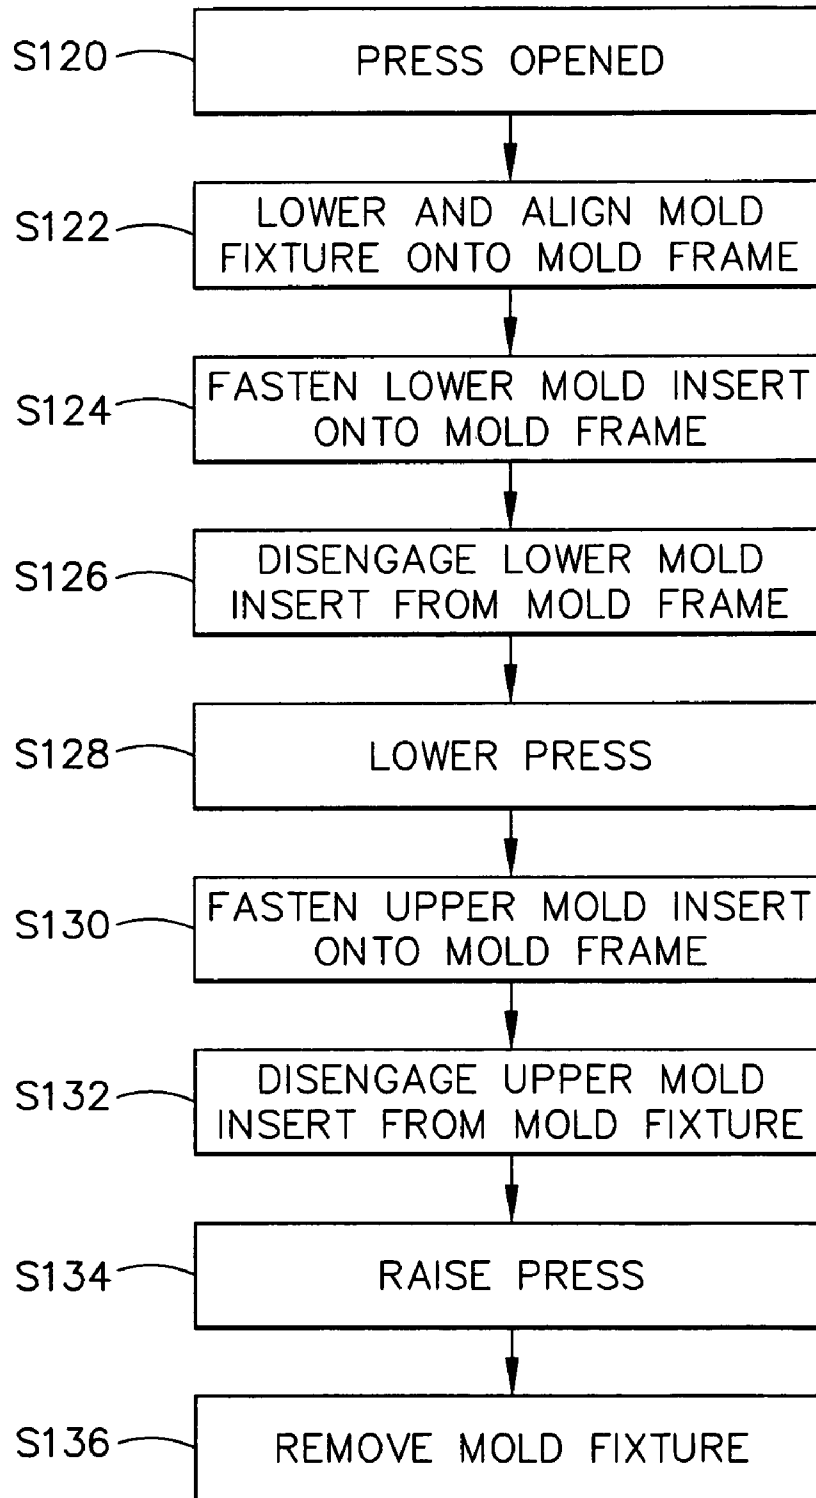 S120
PRESS OPENED
S122
LOWER AND ALIGN MOLD
FIXTURE ONTO MOLD FRAME
S124
FASTEN LOWER MOLD INSERT
ONTO MOLD FRAME
S126
DISENGAGE LOWER MOLD
INSERT FROM MOLD FRAME
S128
LOWER PRESS
S130
FASTEN UPPER MOLD INSERT
ONTO MOLD FRAME
S132
DISENGAGE UPPER MOLD
INSERT FROM MOLD FIXTURE
S134
RAISE PRESS
S136
REMOVE MOLD FIXTURE